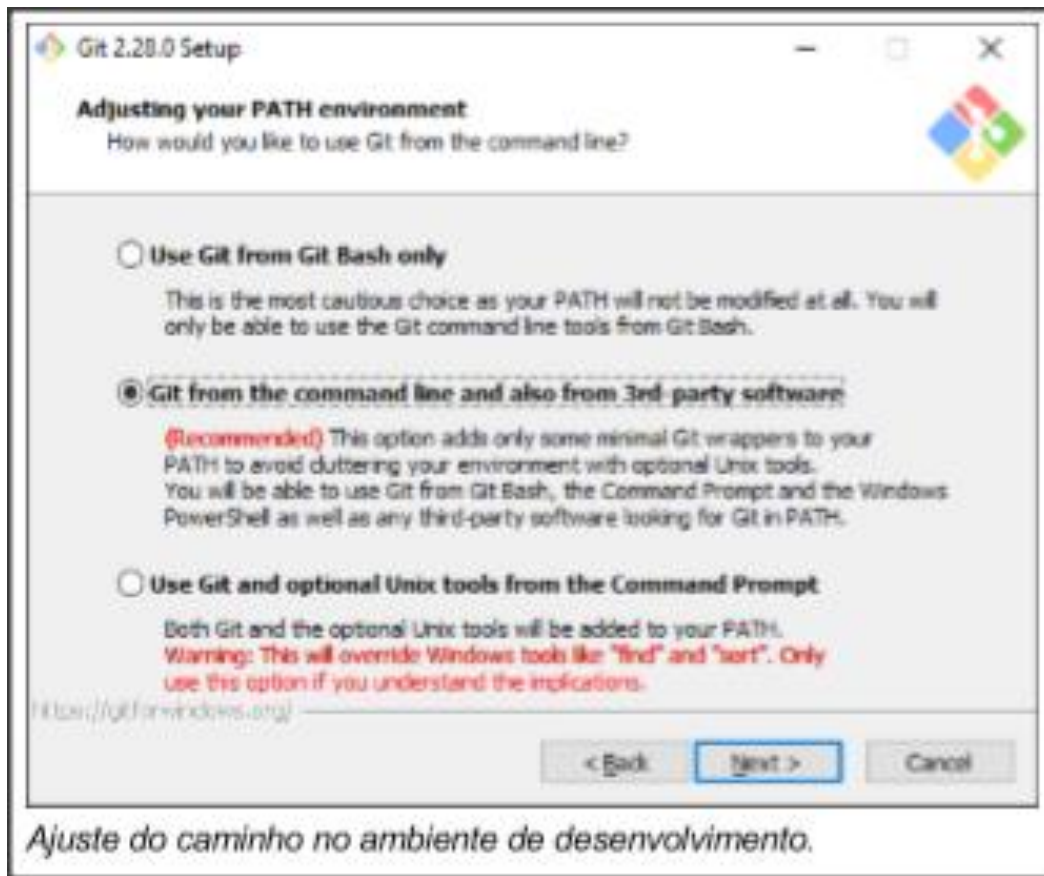 Git 2.28.0 Setup
Adjusting your PATH environment
How would you like to use Git from the command line?
Use Git from Git Bash only
This is the most cautious choice as your PATH will not be modified at all. You will
only be able to use the Git command line tools from Git Bash.
Git from the command line and also from 3rd-party software
(Recommended) This option adds only some minimal Git wrappers to your
PATH to avoid cluttering your environment with optional Unix tools.
You will be able to use Git from Git Bash, the Command Prompt and the Windows
PowerShell as well as any third-party software looking for Git in PATH.
Use Git and optional Unix tools from the Command Prompt
Both Git and the optional Unix tools will be added to your PATH.
Warning: This will override Windows tools like "find" and "sort". Only
use this option if you understand the implications.
https://gitforwindows.org/
< Back
Next >
Cancel
Ajuste do caminho no ambiente de desenvolvimento.